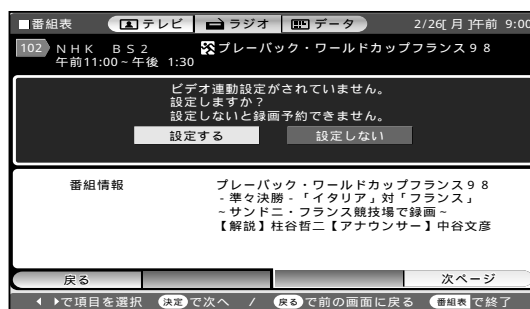 ■番組表 テレビ ラジオ データ 2/26[月]午前 9:00
102 NHK BS2 プレーバック・ワールドカップフランス98
午前11:00~午後 1:30
ビデオ連動設定がされていません。
設定しますか？
設定しないと録画予約できません。
設定する 設定しない
番組情報 プレーバック・ワールドカップフランス98
-準々決勝-「イタリア」対「フランス」
~サンドニ・フランス競技場で録画~
【解説】柱谷哲二【アナウンサー】中谷文彦
戻る 次ページ
で項目を選択 決定 で次へ / 戻る で前の画面に戻る 番組表 で終了